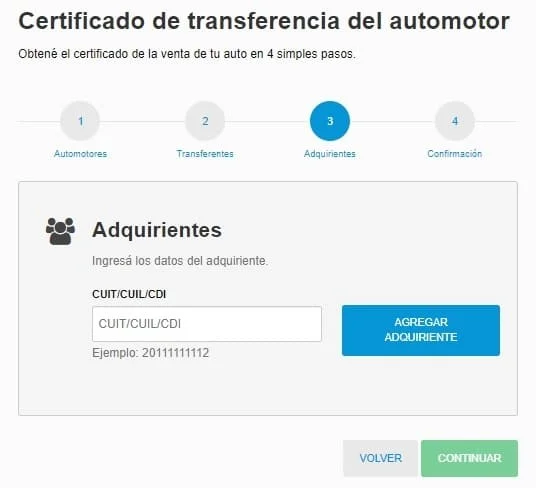 Certificado de transferencia del automotor
Obtené el certificado de la venta de tu auto en 4 simples pasos.
1
2
3
4
Automotores
Transferentes
Adquirientes
Confirmación
Adquirientes
Ingresá los datos del adquiriente.
CUIT/CUIL/CDI
CUIT/CUIL/CDI
Ejemplo: 20111111112
AGREGAR
ADQUIRIENTE
VOLVER
CONTINUAR